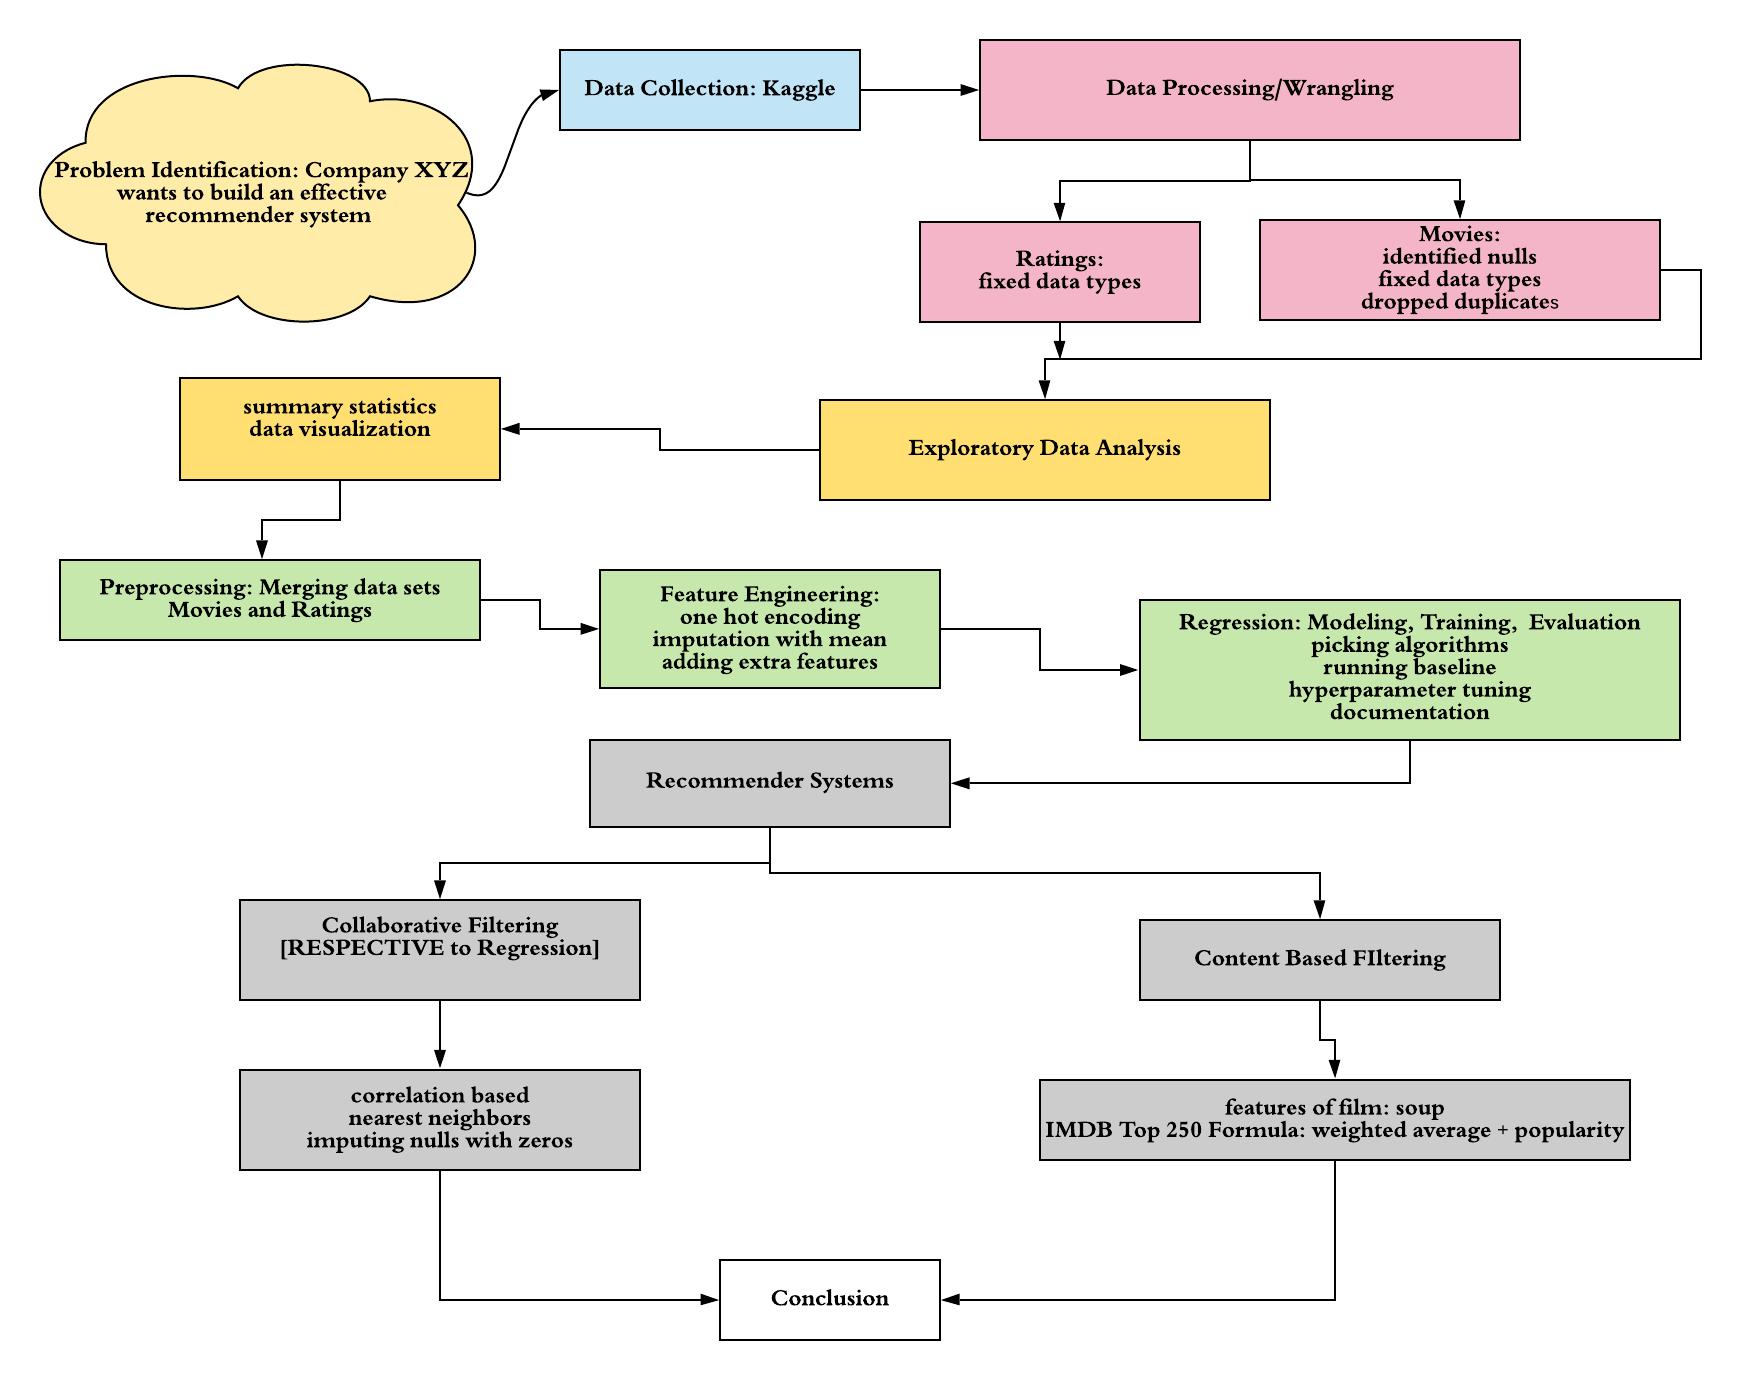 Problem Identification: Company XYZ
wants to build an effective
recommender system
Data Collection: Kaggle
Data Processing/Wrangling
Ratings:
fixed data types
Movies:
identified nulls
fixed data types
dropped duplicates
Exploratory Data Analysis
summary statistics
data visualization
Preprocessing: Merging data sets
Movies and Ratings
Feature Engineering:
one hot encoding
imputation with mean
adding extra features
Regression: Modeling, Training,  Evaluation
picking algorithms
running baseline
hyperparameter tuning
documentation
Recommender Systems
Collaborative Filtering
[RESPECTIVE to Regression]
Content Based FIltering
correlation based
nearest neighbors
imputing nulls with zeros
features of film: soup
IMDB Top 250 Formula: weighted average + popularity
Conclusion